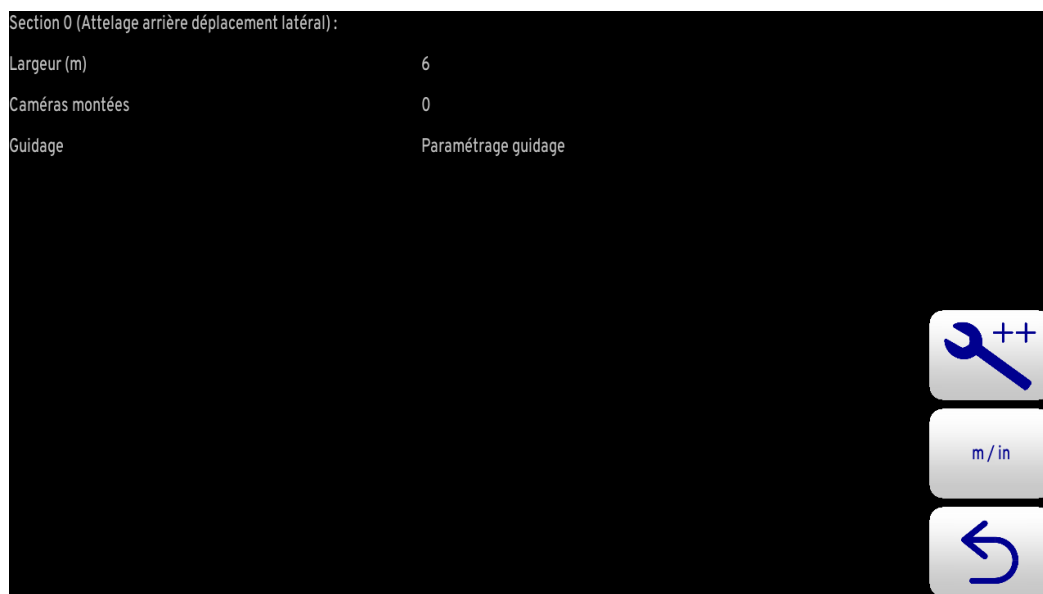 Section 0 (Attelage arrière déplacement latéral) :
Largeur (m) 6
Caméras montées 0
Guidage Paramétrage guidage
++
m / in